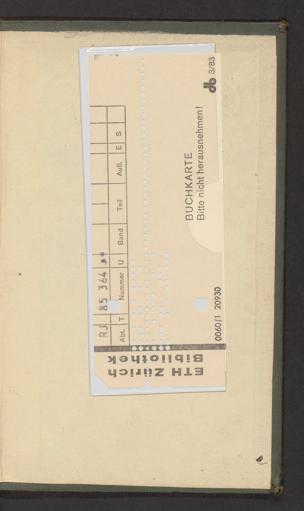 ETH Zürich
Bibliothek
RJ 85 364
Abt. T Nummer U Band Teil Aufl. E S
BUCHKARTE
Bitte nicht herausnehmen!
0060/1 20930
db 3/83